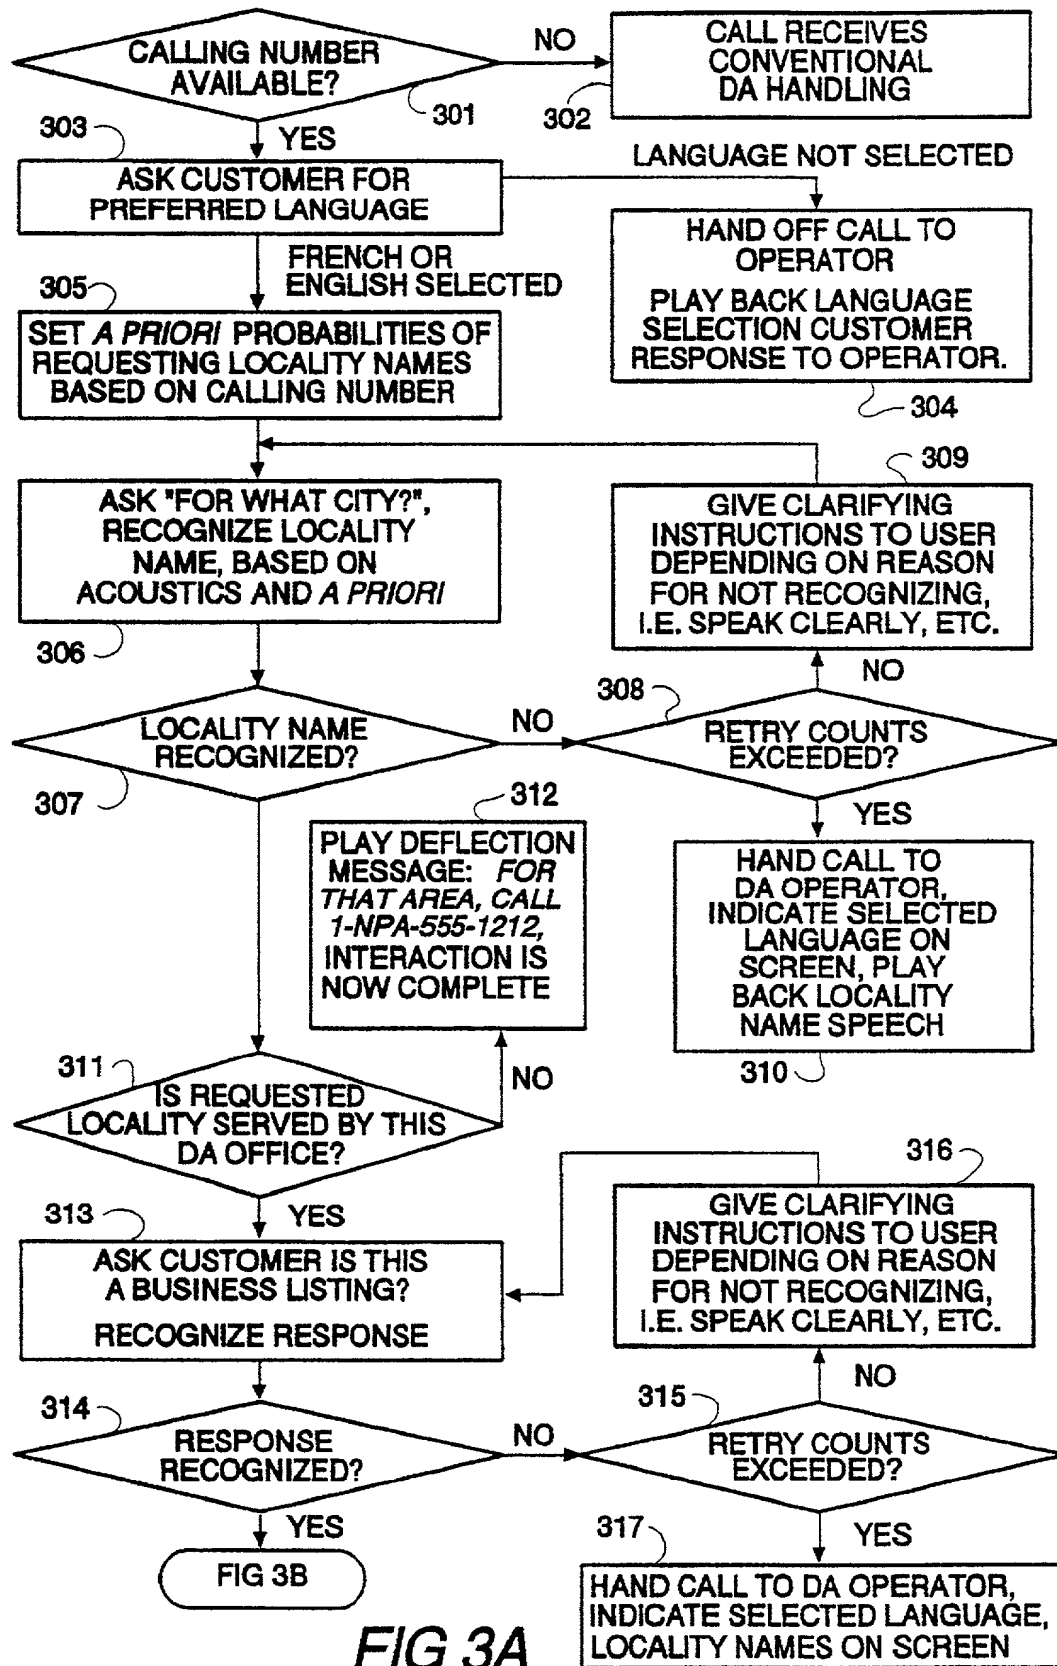 CALLING NUMBER
AVAILABLE?
301
NO
CALL RECEIVES
CONVENTIONAL
DA HANDLING
302
YES
303
ASK CUSTOMER FOR
PREFERRED LANGUAGE
LANGUAGE NOT SELECTED
HAND OFF CALL TO
OPERATOR
PLAY BACK LANGUAGE
SELECTION CUSTOMER
RESPONSE TO OPERATOR.
304
FRENCH OR
ENGLISH SELECTED
305
SET A PRIORI PROBABILITIES OF
REQUESTING LOCALITY NAMES
BASED ON CALLING NUMBER
ASK "FOR WHAT CITY?",
RECOGNIZE LOCALITY
NAME, BASED ON
ACOUSTICS AND A PRIORI
306
309
GIVE CLARIFYING
INSTRUCTIONS TO USER
DEPENDING ON REASON
FOR NOT RECOGNIZING,
I.E. SPEAK CLEARLY, ETC.
NO
LOCALITY NAME
RECOGNIZED?
307
NO
308
RETRY COUNTS
EXCEEDED?
YES
HAND CALL TO
DA OPERATOR,
INDICATE SELECTED
LANGUAGE ON
SCREEN, PLAY
BACK LOCALITY
NAME SPEECH
310
312
PLAY DEFLECTION
MESSAGE: FOR
THAT AREA, CALL
1-NPA-555-1212,
INTERACTION IS
NOW COMPLETE
NO
311
IS REQUESTED
LOCALITY SERVED BY THIS
DA OFFICE?
YES
313
ASK CUSTOMER IS THIS
A BUSINESS LISTING?
RECOGNIZE RESPONSE
316
GIVE CLARIFYING
INSTRUCTIONS TO USER
DEPENDING ON REASON
FOR NOT RECOGNIZING,
I.E. SPEAK CLEARLY, ETC.
NO
314
RESPONSE
RECOGNIZED?
NO
315
RETRY COUNTS
EXCEEDED?
YES
YES
FIG 3B
317
HAND CALL TO DA OPERATOR,
INDICATE SELECTED LANGUAGE,
LOCALITY NAMES ON SCREEN
FIG 3A